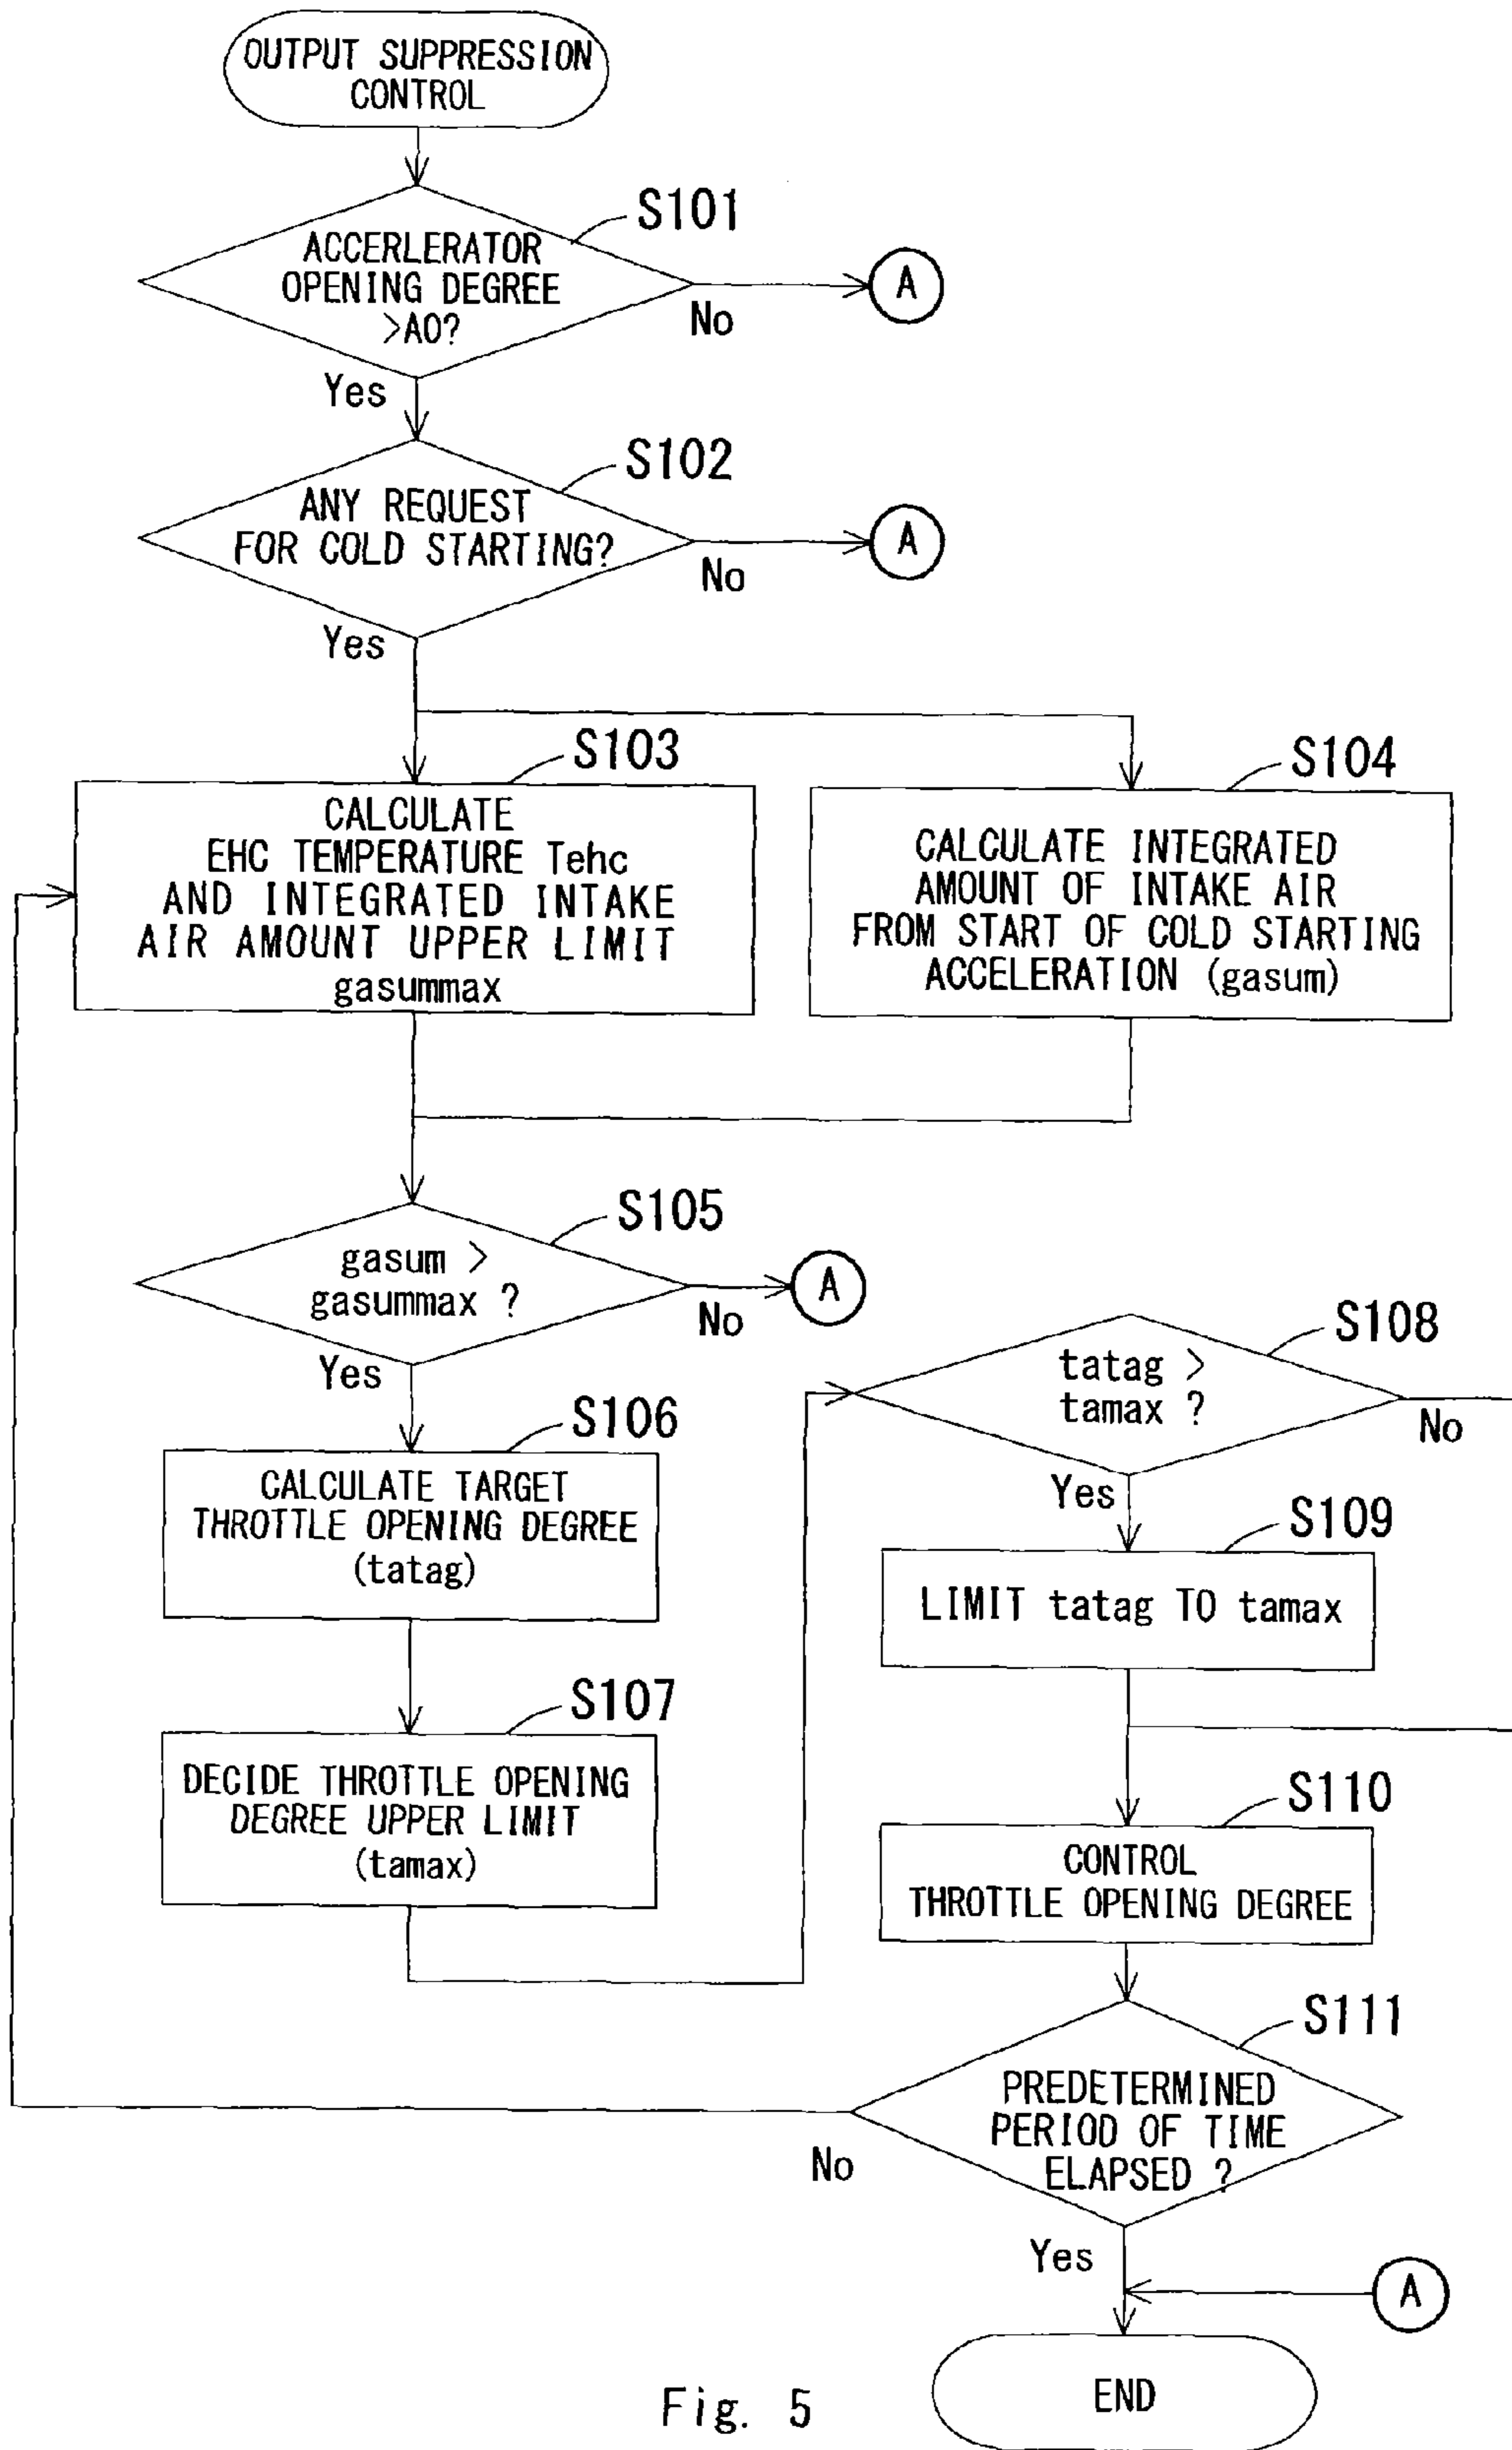 OUTPUT SUPPRESSION
CONTROL
S101
ACCERLERATOR
OPENING DEGREE
>A0?
No
A
Yes
S102
ANY REQUEST
FOR COLD STARTING?
No
A
Yes
S103
CALCULATE
EHC TEMPERATURE Tehc
AND INTEGRATED INTAKE
AIR AMOUNT UPPER LIMIT
gasummax
S104
CALCULATE INTEGRATED
AMOUNT OF INTAKE AIR
FROM START OF COLD STARTING
ACCELERATION (gasum)
S105
gasum >
gasummax ?
No
A
Yes
S106
CALCULATE TARGET
THROTTLE OPENING DEGREE
(tatag)
S107
DECIDE THROTTLE OPENING
DEGREE UPPER LIMIT
(tamax)
S108
tatag >
tamax ?
No
Yes
S109
LIMIT tatag TO tamax
S110
CONTROL
THROTTLE OPENING DEGREE
S111
PREDETERMINED
PERIOD OF TIME
ELAPSED ?
No
Yes
A
END
Fig. 5